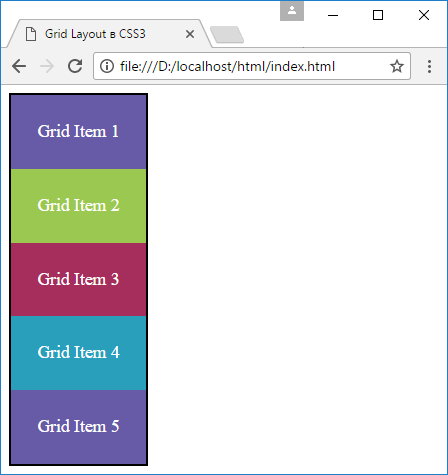 Grid Layout в CSS3
file:///D:/localhost/html/index.html
Grid Item 1
Grid Item 2
Grid Item 3
Grid Item 4
Grid Item 5